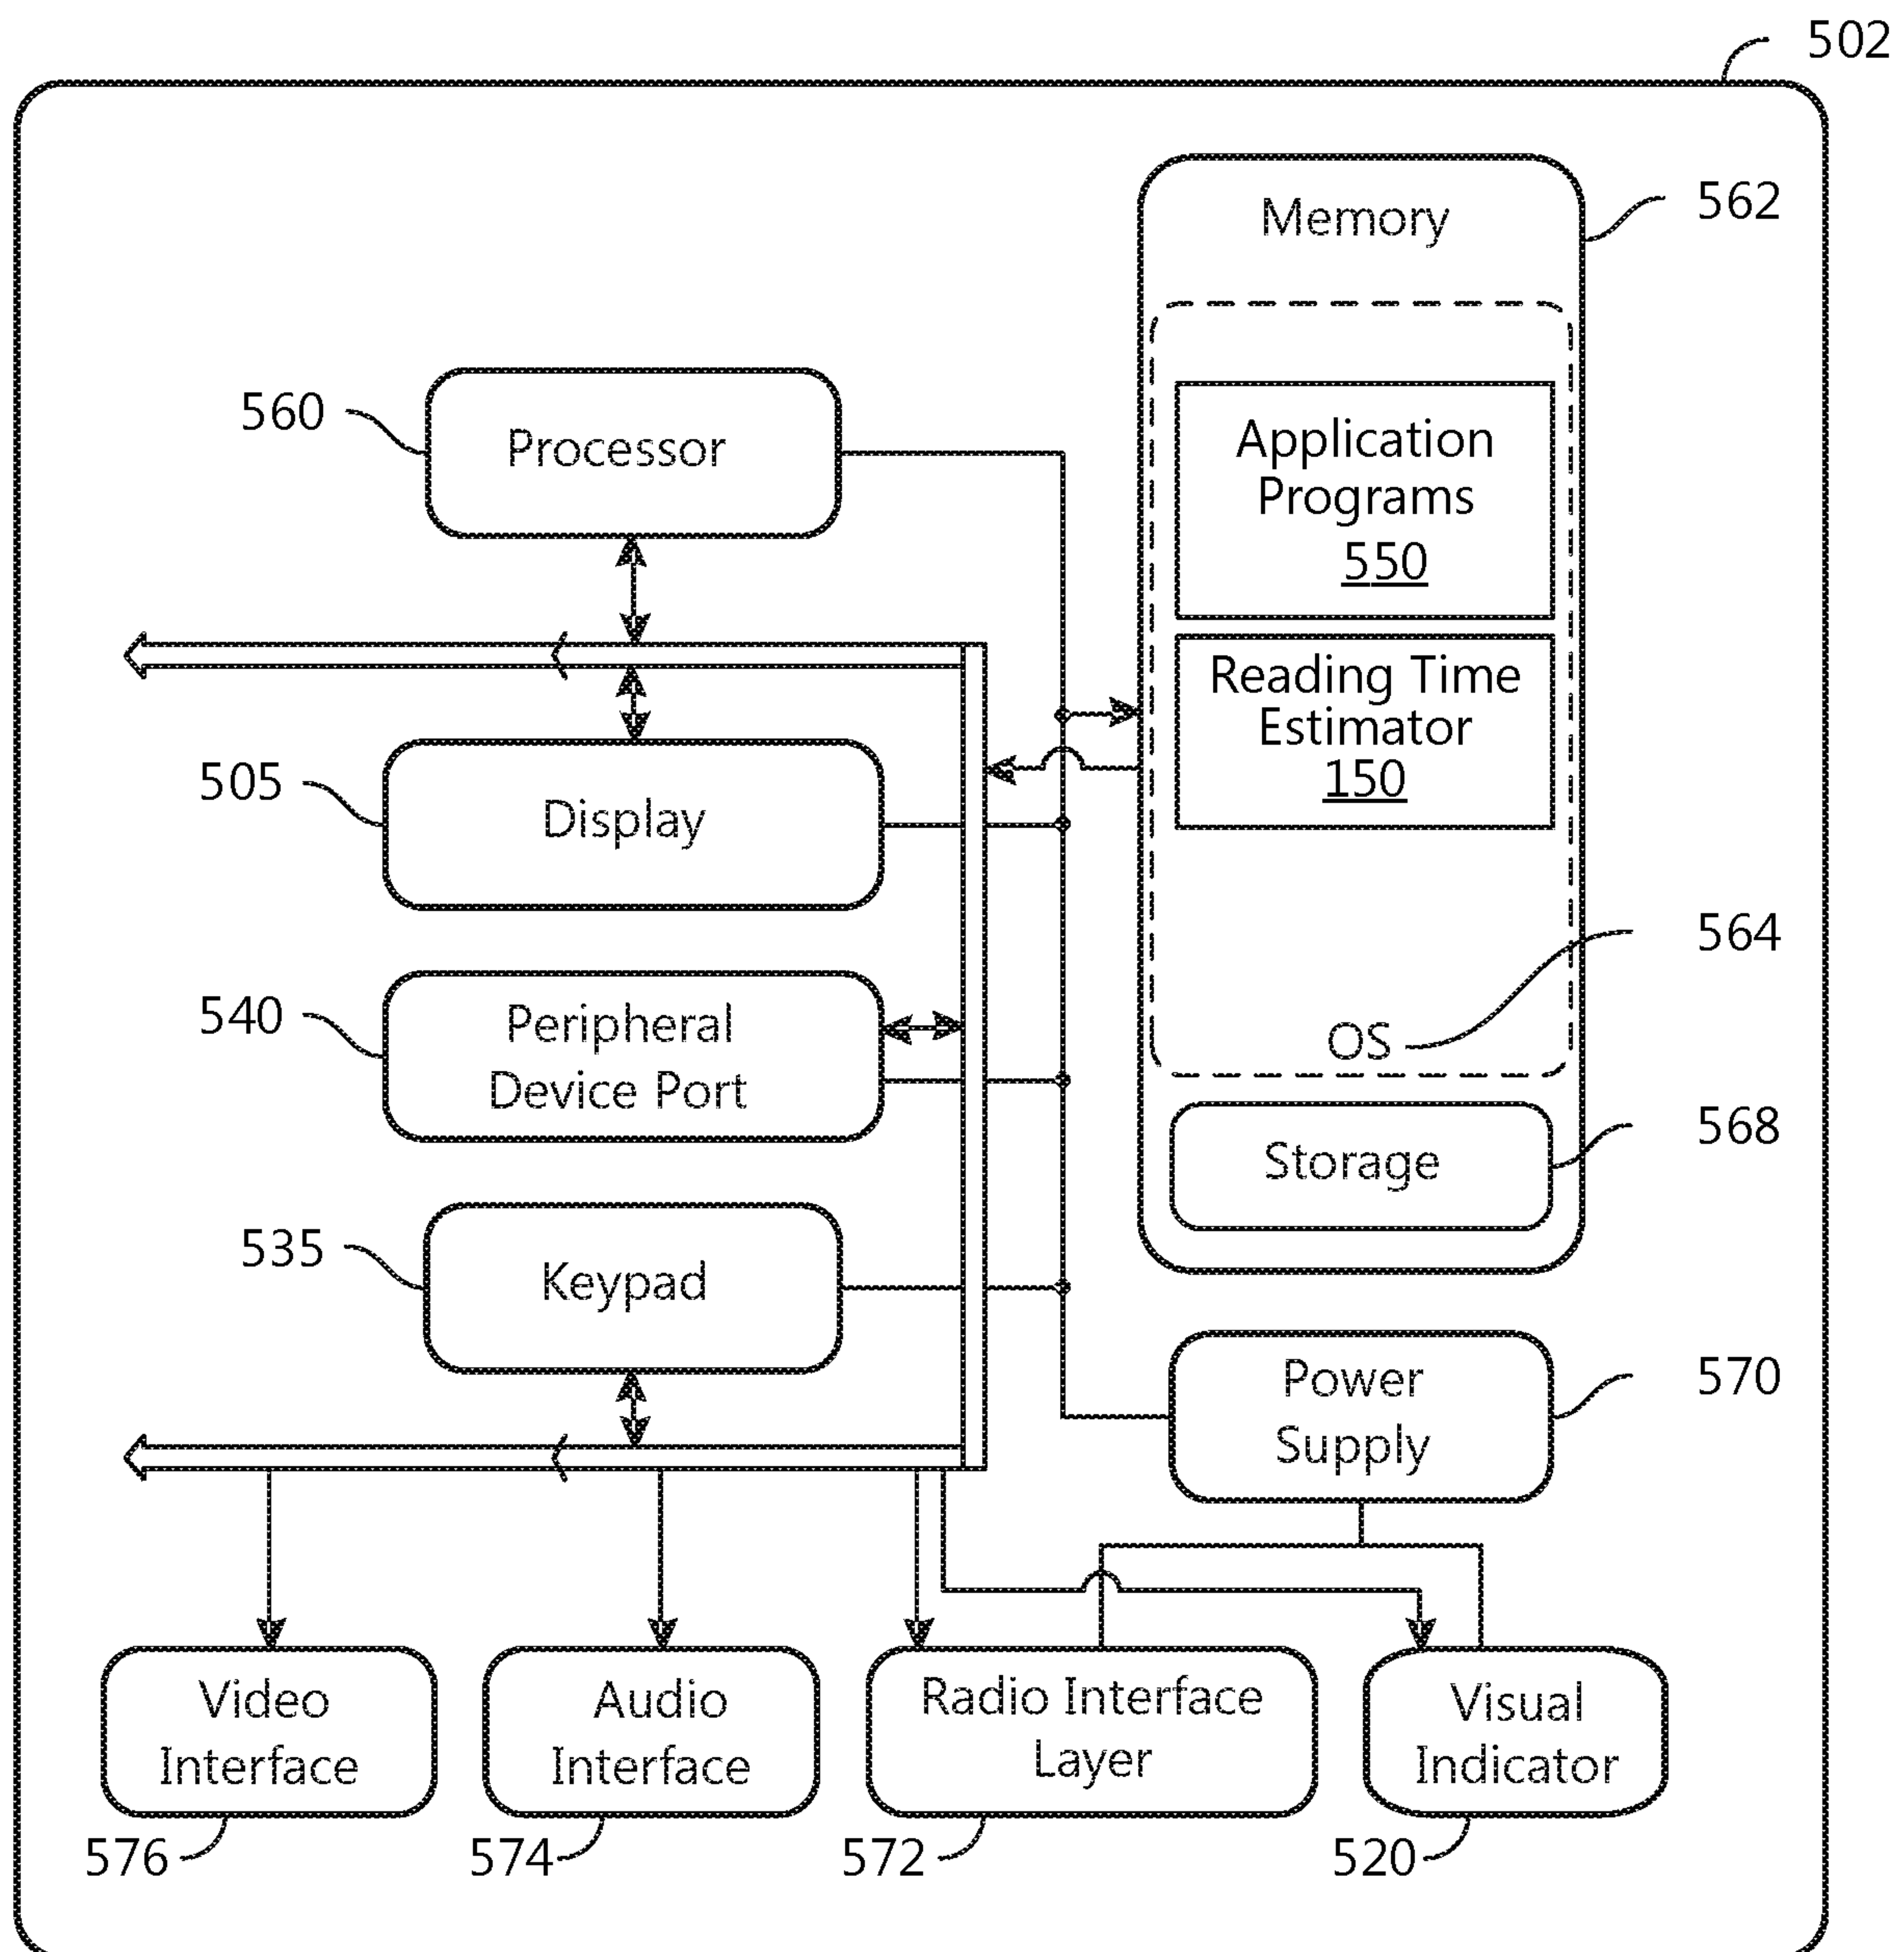 502
Memory
562
Application
Programs
550
560
Processor
Reading Time
Estimator
150
505
Display
564
540
Peripheral
Device Port
OS
568
Storage
535
Keypad
Power
Supply
570
Video
Interface
Audio
Interface
Radio Interface
Layer
Visual
Indicator
576
574
572
520